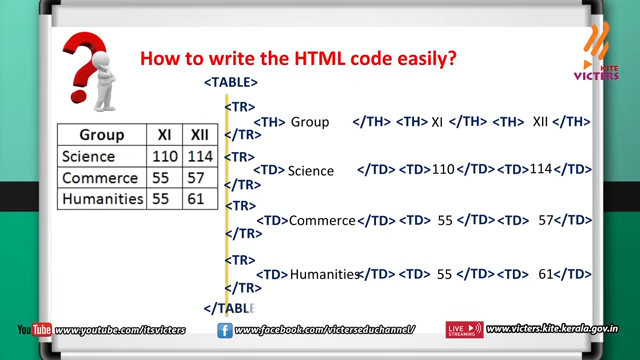 How to write the HTML code easily?
KITE
VICTERS
<TABLE>
<TR>
<TH> Group </TH> <TH> XI </TH> <TH> XII </TH>
</TR>
<TR>
<TD> Science </TD> <TD> 110 </TD> <TD> 114 </TD>
</TR>
<TR>
<TD> Commerce </TD> <TD> 55 </TD> <TD> 57 </TD>
</TR>
<TR>
<TD> Humanities </TD> <TD> 55 </TD> <TD> 61 </TD>
</TR>
</TABLE
Group XI XII
Science 110 114
Commerce 55 57
Humanities 55 61
YouTube www.youtube.com/itsvicters
f www.facebook.com/victerseduchannel/
LIVE STREAMING www.victers.kite.kerala.gov.in